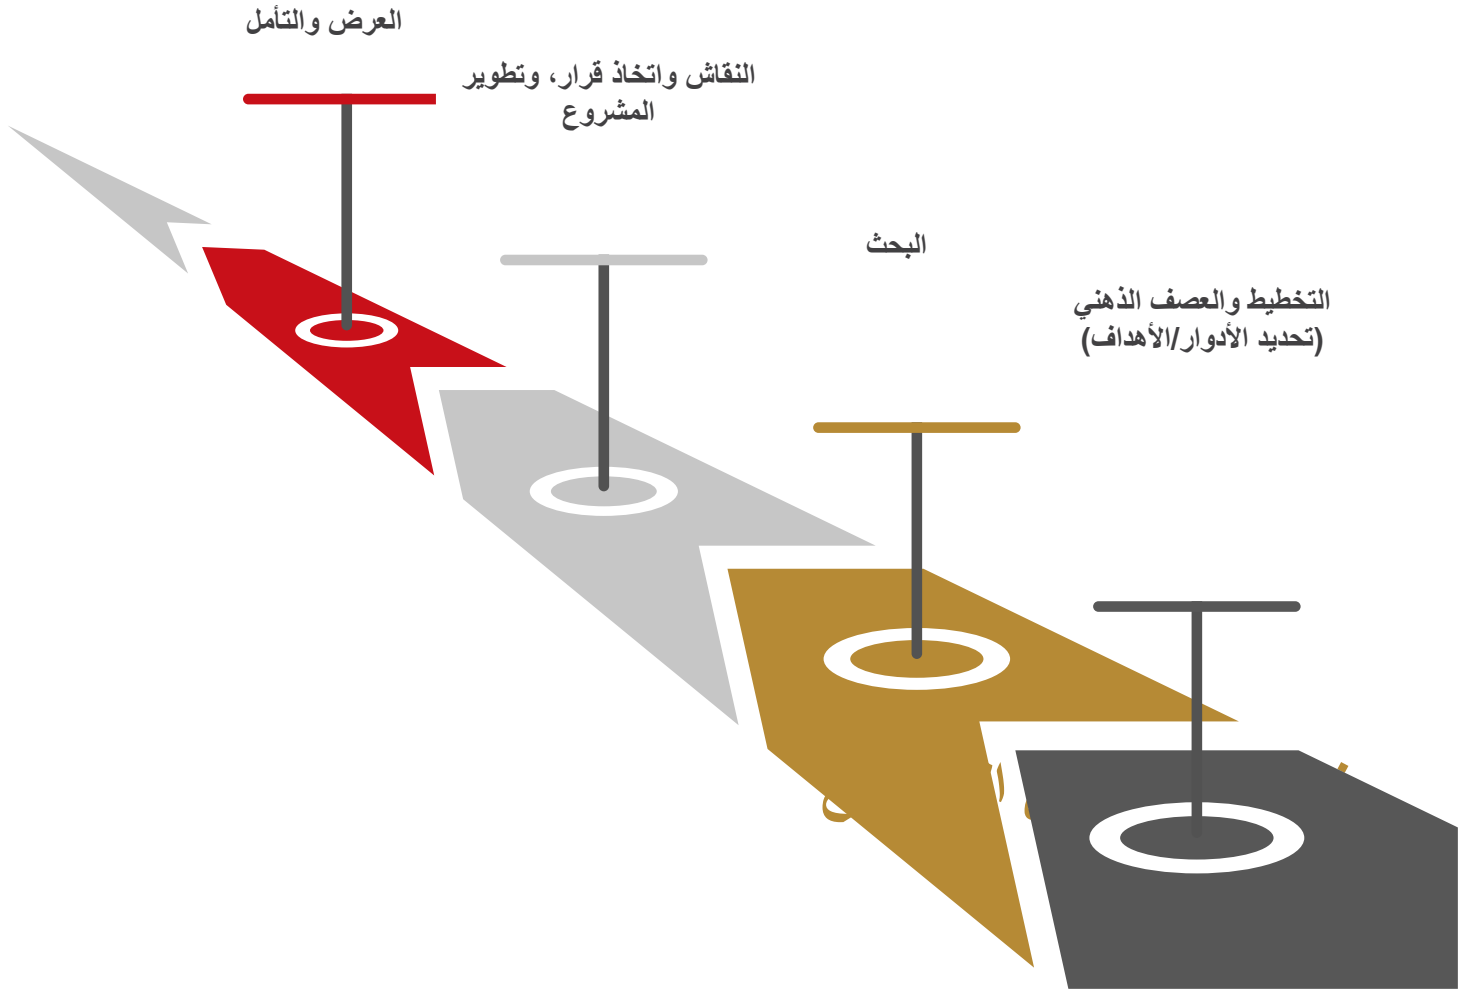 العرض والتأمل
النقاش واتخاذ قرار، وتطوير
المشروع
البحث
التخطيط والعصف الذهني
(تحديد الأدوار/الأهداف)